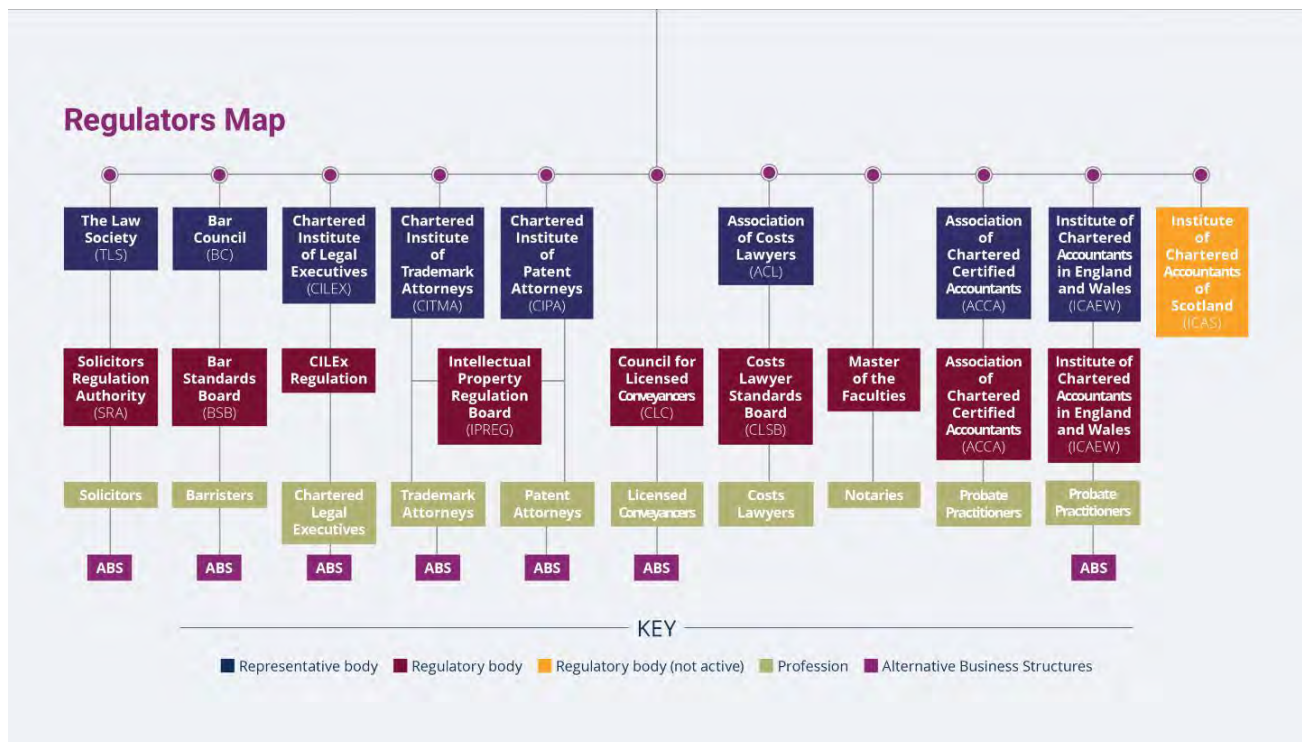 Regulators Map
The Law
Society
(TLS)
Bar
Council
(BC)
Chartered
Institute
of Legal
Executives
(CILEX)
Chartered
Institute
of
Trademark
Attorneys
(CITMA)
Chartered
Institute
of
Patent
Attorneys
(CIPA)
Association
of Costs
Lawyers
(ACL)
Association
of
Chartered
Certified
Accountants
(ACCA)
Institute of
Chartered
Accountants
in England
and Wales
(ICAEW)
Institute
of
Chartered
Accountants
of
Scotland
(ICAS)
Solicitors
Regulation
Authority
(SRA)
Bar
Standards
Board
(BSB)
CILEx
Regulation
Intellectual
Property
Regulation
Board
(IPREG)
Council for
Licensed
Conveyancers
(CLC)
Costs
Lawyer
Standards
Board
(CLSB)
Master
of the
Faculties
Association
of
Chartered
Certified
Accountants
(ACCA)
Institute of
Chartered
Accountants
in England
and Wales
(ICAEW)
Solicitors
Barristers
Chartered
Legal
Executives
Trademark
Attorneys
Patent
Attorneys
Licensed
Conveyancers
Costs
Lawyers
Notaries
Probate
Practitioners
Probate
Practitioners
ABS
ABS
ABS
ABS
ABS
ABS
ABS
KEY
Representative body
Regulatory body
Regulatory body (not active)
Profession
Alternative Business Structures